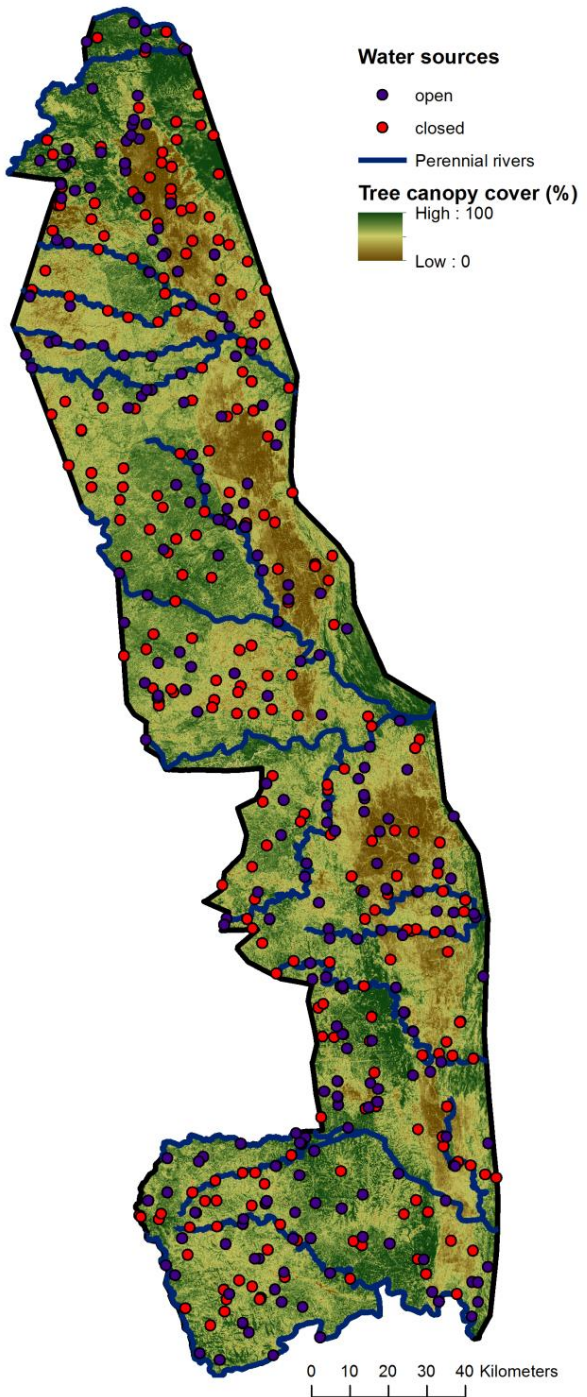 Water sources
open
closed
Perennial rivers
Tree canopy cover (%)
High : 100
Low : 0
0 10 20 30 40 Kilometers